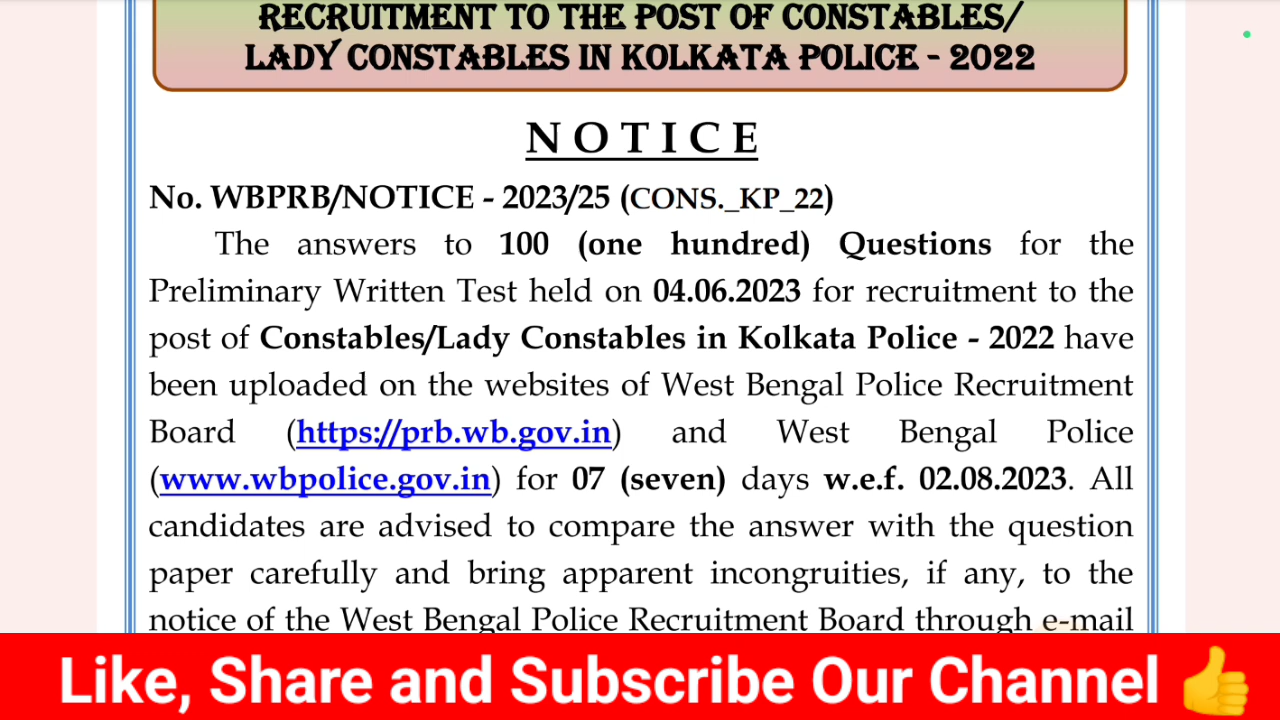 RECRUITMENT TO THE POST OF CONSTABLES/
LADY CONSTABLES IN KOLKATA POLICE - 2022
NOTICE
No. WBPRB/NOTICE - 2023/25 (CONS._KP_22)
The answers to 100 (one hundred) Questions for the
Preliminary Written Test held on 04.06.2023 for recruitment to the
post of Constables/Lady Constables in Kolkata Police - 2022 have
been uploaded on the websites of West Bengal Police Recruitment
Board (https://prb.wb.gov.in) and West Bengal Police
(www.wbpolice.gov.in) for 07 (seven) days w.e.f. 02.08.2023. All
candidates are advised to compare the answer with the question
paper carefully and bring apparent incongruities, if any, to the
notice of the West Bengal Police Recruitment Board through e-mail
Like, Share and Subscribe Our Channel 👍